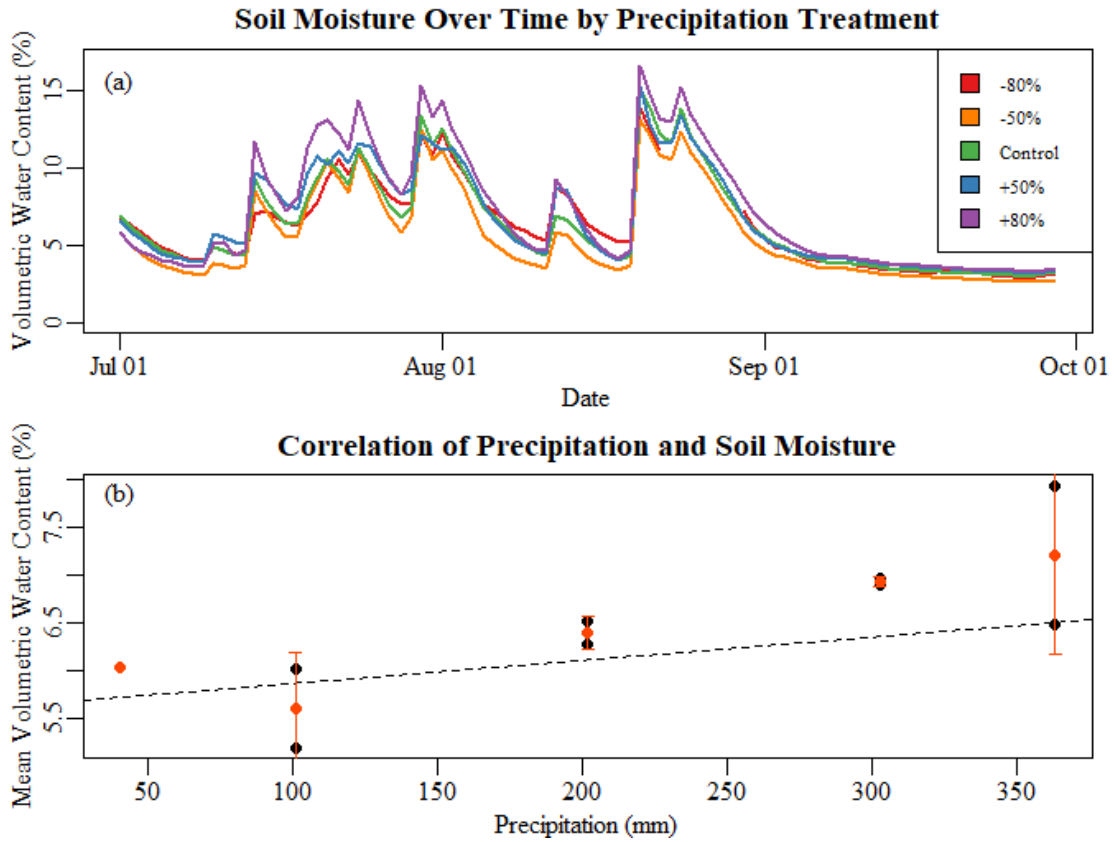 Soil Moisture Over Time by Precipitation Treatment
Volumetric Water Content (%)
(a)
15
10
5
0
-80%
-50%
Control
+50%
+80%
Jul 01
Aug 01
Sep 01
Oct 01
Date
Correlation of Precipitation and Soil Moisture
Mean Volumetric Water Content (%)
(b)
7.5
6.5
5.5
50
100
150
200
250
300
350
Precipitation (mm)